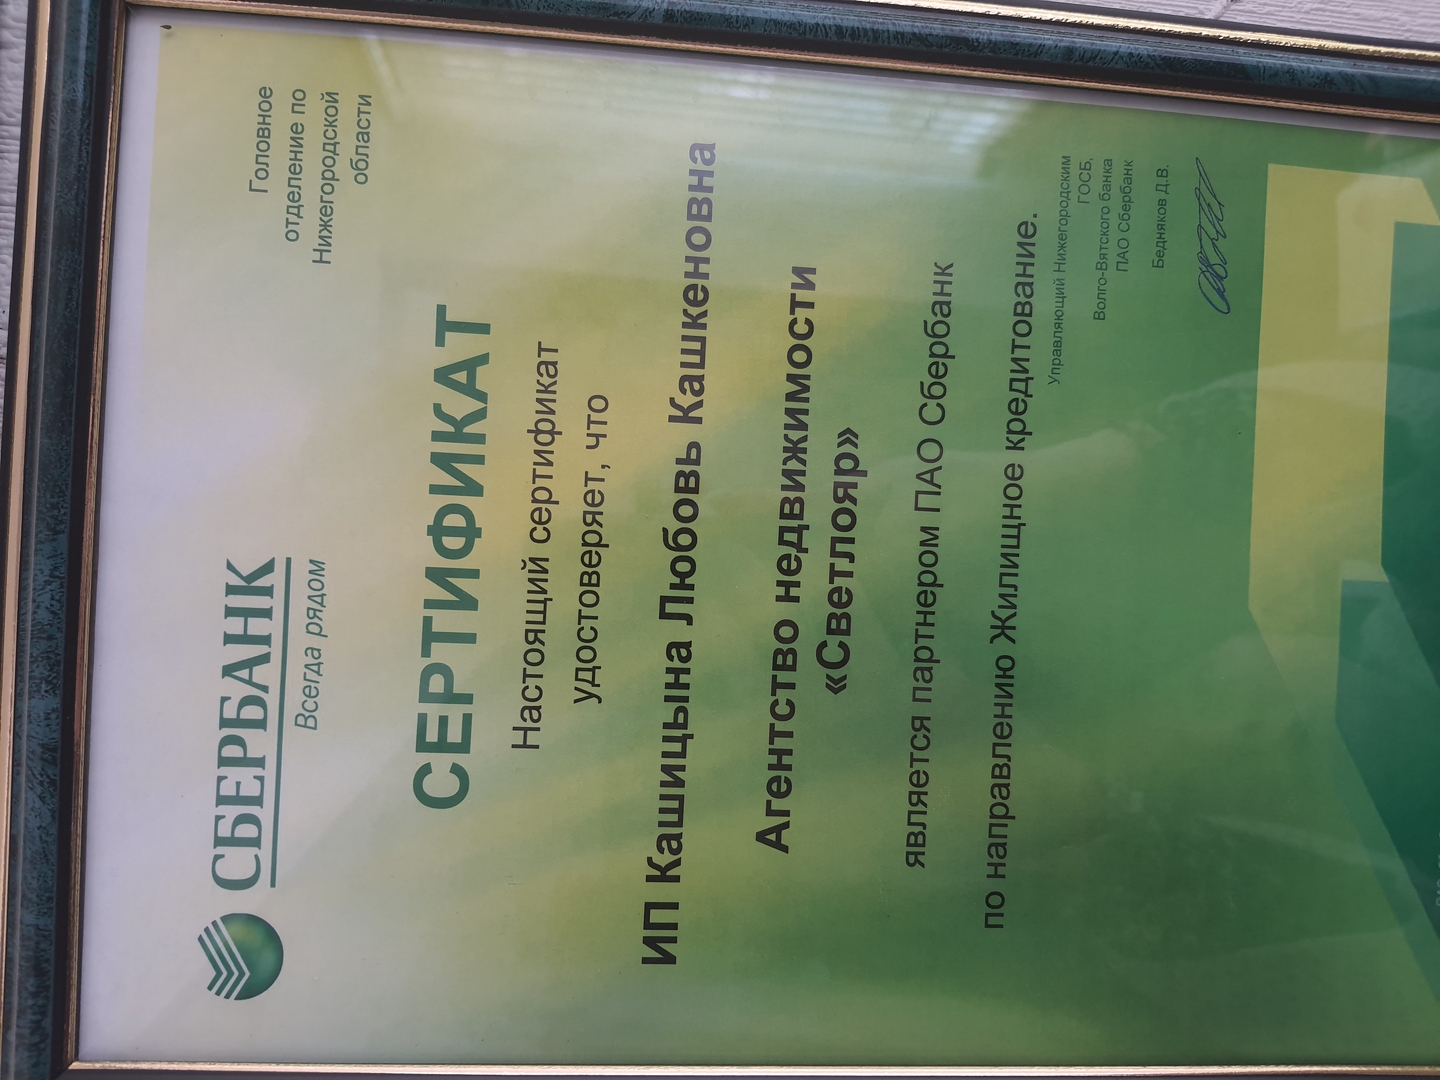 СБЕРБАНК
Всегда рядом
Головное
отделение по
Нижегородской
области
СЕРТИФИКАТ
Настоящий сертификат
удостоверяет, что
ИП Кашицына Любовь Кашкеновна
Агентство недвижимости
«Светлояр»
является партнером ПАО Сбербанк
по направлению Жилищное кредитование.
Управляющий Нижегородским
ГОСБ,
Волго-Вятского банка
ПАО Сбербанк
Бедняков Д.В.